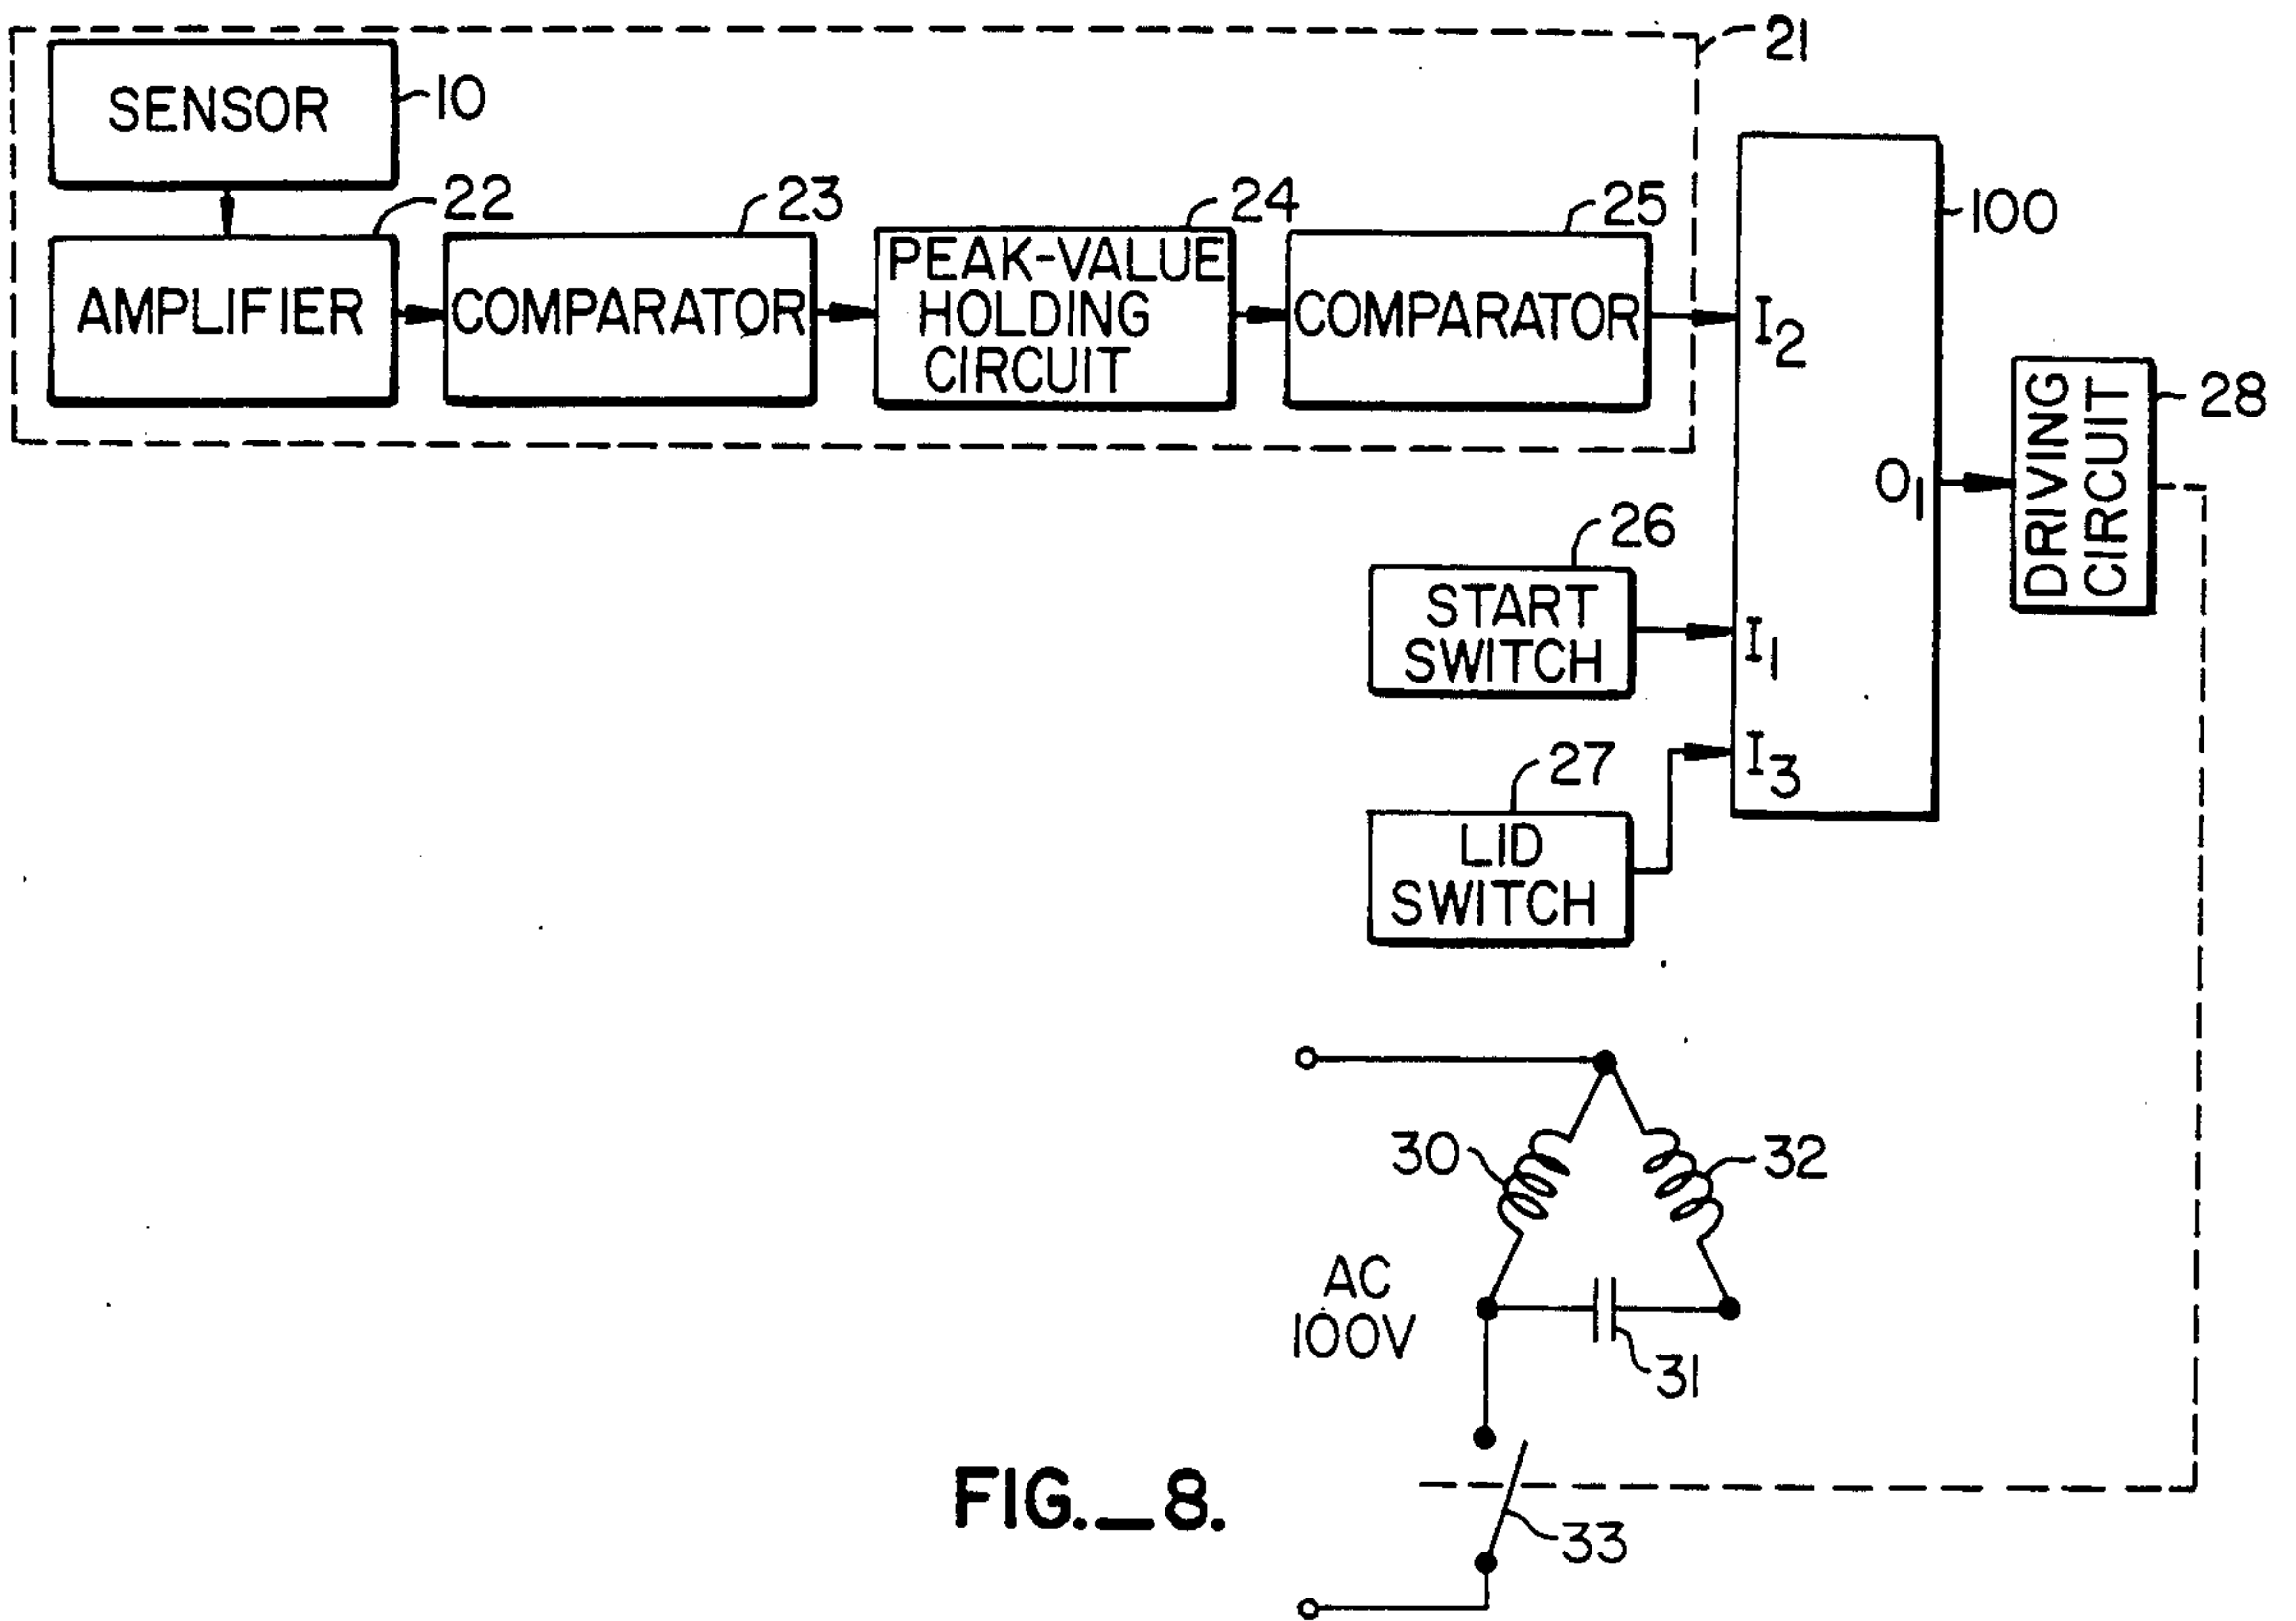 21
SENSOR
10
22
23
24
25
100
AMPLIFIER
COMPARATOR
PEAK-VALUE
HOLDING
CIRCUIT
COMPARATOR
I2
28
DRIVING
CIRCUIT
O1
26
START
SWITCH
I1
27
I3
LID
SWITCH
30
32
AC
100V
31
FIG._8.
33